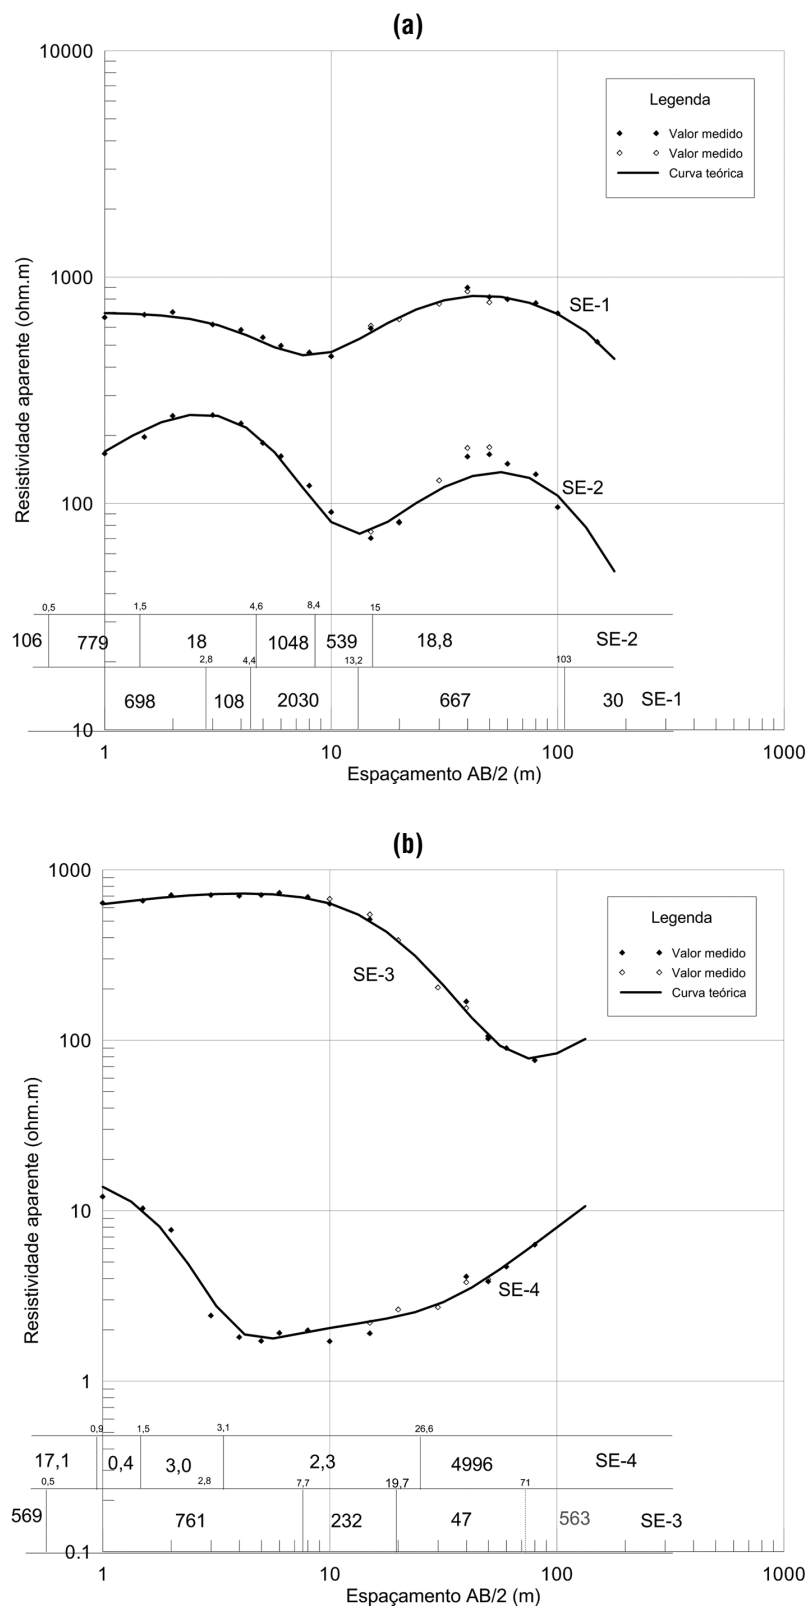 (a)
10000
Legenda
Valor medido
Valor medido
Curva teórica
1000
SE-1
Resistividade aparente (ohm.m)
SE-2
100
0,5 1,5 4,6 8,4 15
106 779 18 1048 539 18,8 SE-2
2,8 4,4 13,2 103
698 108 2030 667 30 SE-1
10
1 10 100 1000
Espaçamento AB/2 (m)
(b)
1000
Legenda
Valor medido
Valor medido
Curva teórica
SE-3
100
Resistividade aparente (ohm.m)
10
SE-4
1
0,9 1,5 3,1 26,6
17,1 0,4 3,0 2,3 4996 SE-4
0,5 2,8 7,7 19,7 71
569 761 232 47 563 SE-3
0.1
1 10 100 1000
Espaçamento AB/2 (m)